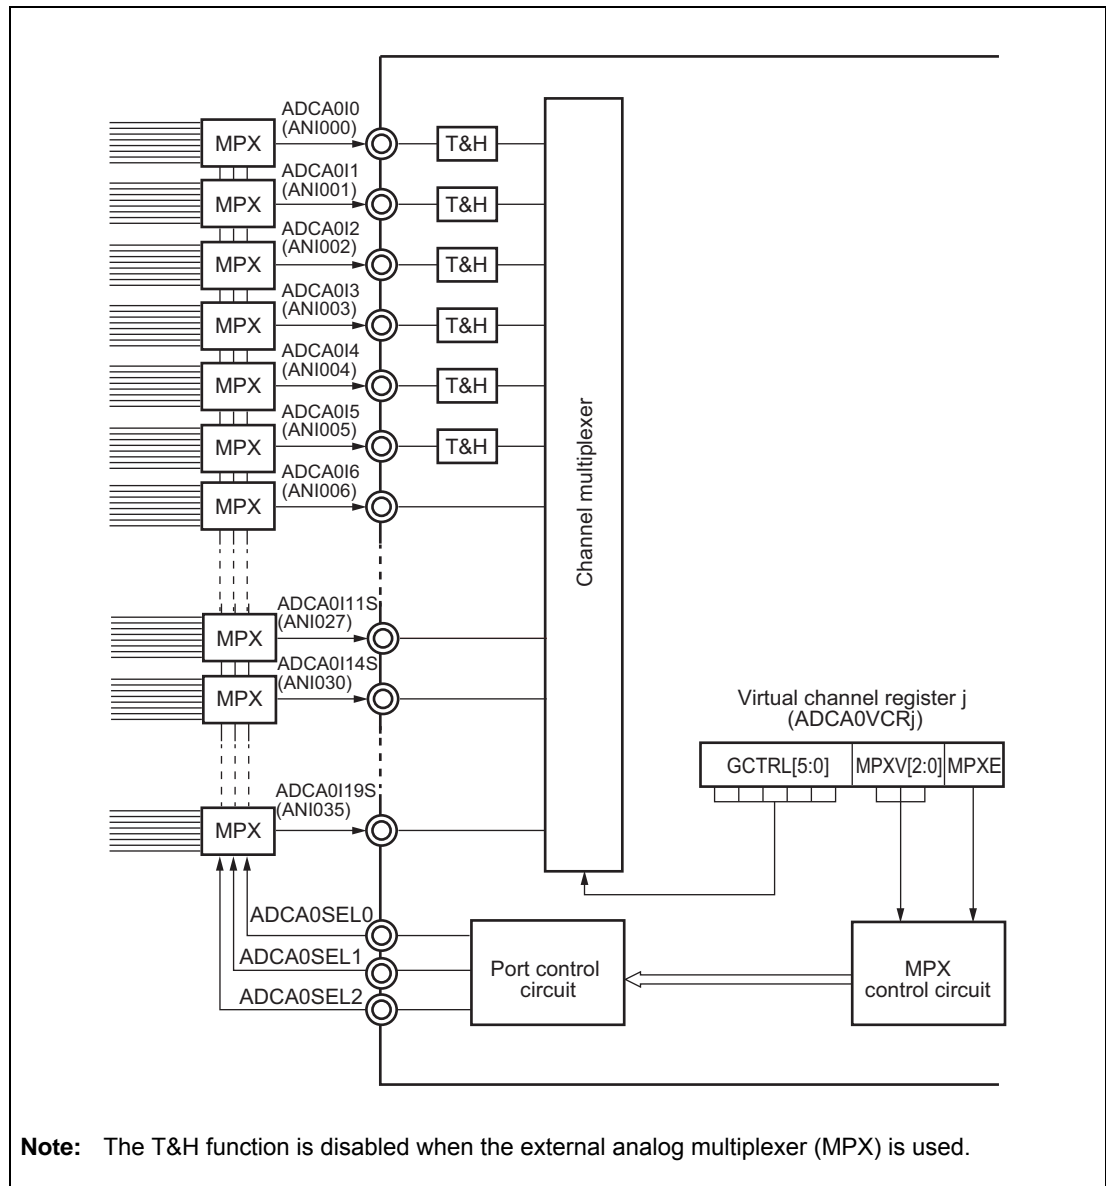 ADCA0I0
(ANI000)
MPX
T&H
ADCA0I1
(ANI001)
MPX
T&H
ADCA0I2
(ANI002)
MPX
T&H
ADCA0I3
(ANI003)
MPX
T&H
ADCA0I4
(ANI004)
MPX
T&H
ADCA0I5
(ANI005)
MPX
T&H
ADCA0I6
(ANI006)
MPX
Channel multiplexer
ADCA0I11S
(ANI027)
MPX
ADCA0I14S
(ANI030)
MPX
Virtual channel register j
(ADCA0VCRj)
GCTRL[5:0] MPXV[2:0] MPXE
ADCA0I19S
(ANI035)
MPX
ADCA0SEL0
ADCA0SEL1
ADCA0SEL2
Port control
circuit
MPX
control circuit
Note: The T&H function is disabled when the external analog multiplexer (MPX) is used.